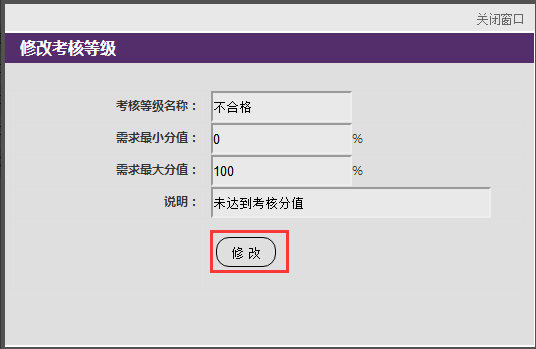 关闭窗口
修改考核等级
考核等级名称： 不合格
需求最小分值： 0 %
需求最大分值： 100 %
说明： 未达到考核分值
修 改